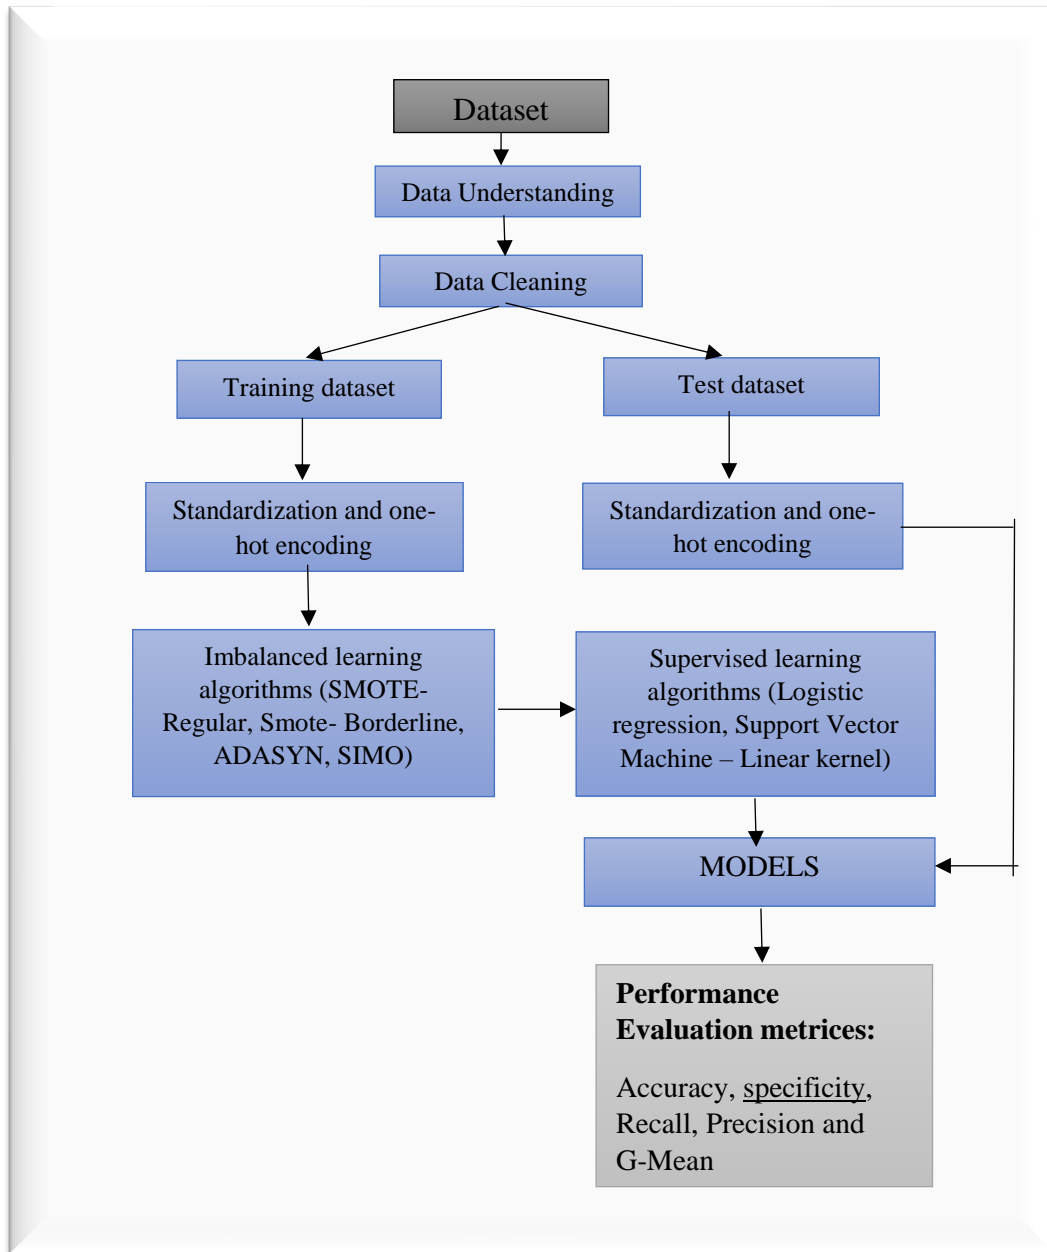 Dataset
Data Understanding
Data Cleaning
Training dataset
Test dataset
Standardization and one-
hot encoding
Standardization and one-
hot encoding
Imbalanced learning
algorithms (SMOTE-
Regular, Smote- Borderline,
ADASYN, SIMO)
Supervised learning
algorithms (Logistic
regression, Support Vector
Machine – Linear kernel)
MODELS
Performance
Evaluation metrices:
Accuracy, specificity,
Recall, Precision and
G-Mean